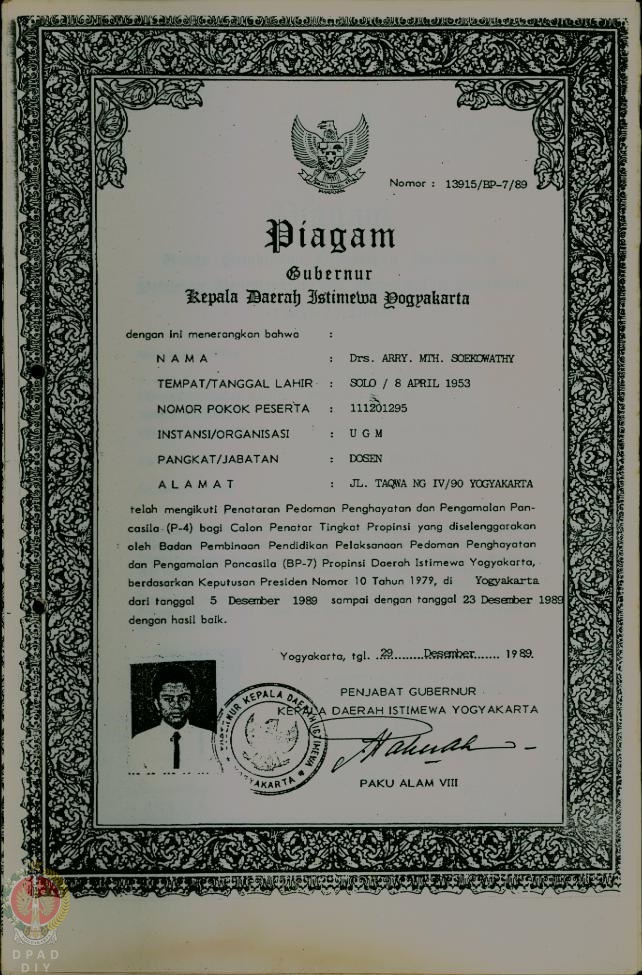 Nomor : 13915/BP-7/89
Piagam
Gubernur
Kepala Daerah Istimewa Yogyakarta
dengan ini menerangkan bahwa :
N A M A : Drs. ARRY. MTH. SOEKOWATHY
TEMPAT/TANGGAL LAHIR : SOLO / 8 APRIL 1953
NOMOR POKOK PESERTA : 111201295
INSTANSI/ORGANISASI : U G M
PANGKAT/JABATAN : DOSEN
A L A M A T : JL. TAQWA NG IV/90 YOGYAKARTA
telah mengikuti Penataran Pedoman Penghayatan dan Pengamalan Pan-
casila (P-4) bagi Calon Penatar Tingkat Propinsi yang diselenggarakan
oleh Badan Pembinaan Pendidikan Pelaksanaan Pedoman Penghayatan
dan Pengamalan Pancasila (BP-7) Propinsi Daerah Istimewa Yogyakarta,
berdasarkan Keputusan Presiden Nomor 10 Tahun 1979, di Yogyakarta
dari tanggal 5 Desember 1989 sampai dengan tanggal 23 Desember 1989
dengan hasil baik.
Yogyakarta, tgl. 29 Desember 1989.
PENJABAT GUBERNUR
KEPALA DAERAH ISTIMEWA YOGYAKARTA
GUBERNUR KEPALA DAERAH ISTIMEWA
YOGYAKARTA
PAKU ALAM VIII
DPAD
DIY